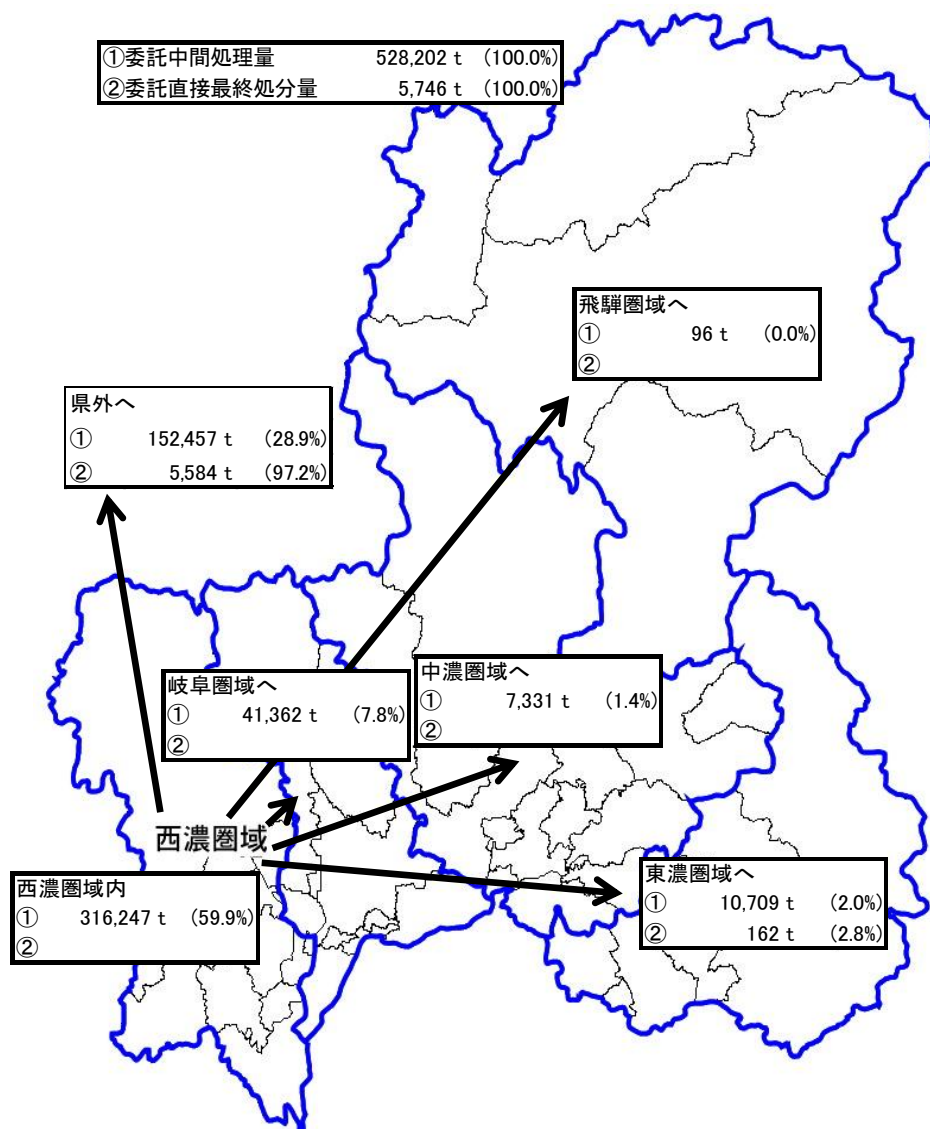 ①委託中間処理量 528,202 t (100.0%)
②委託直接最終処分量 5,746 t (100.0%)
飛騨圏域へ
① 96 t (0.0%)
②
県外へ
① 152,457 t (28.9%)
② 5,584 t (97.2%)
岐阜圏域へ
① 41,362 t (7.8%)
②
中濃圏域へ
① 7,331 t (1.4%)
②
西濃圏域
西濃圏域内
① 316,247 t (59.9%)
②
東濃圏域へ
① 10,709 t (2.0%)
② 162 t (2.8%)